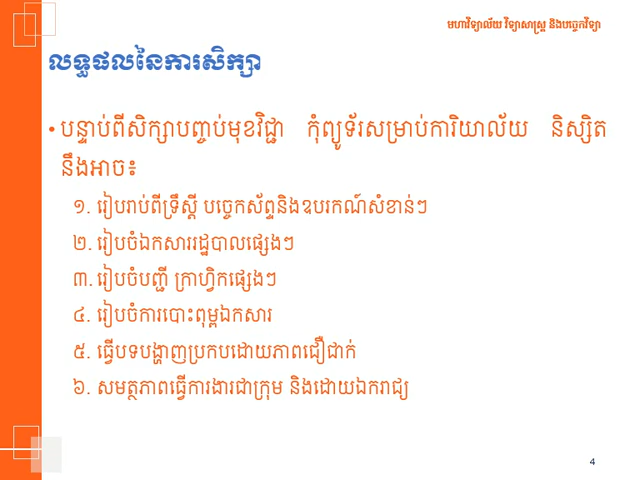 មហាវិទ្យាល័យ វិទ្យាសាស្ត្រ និងបច្ចេកវិទ្យា
លទ្ធផលនៃការសិក្សា
• បន្ទាប់ពីសិក្សាបញ្ចប់មុខវិជ្ជា កុំព្យូទ័រសម្រាប់ការិយាល័យ និស្សិត
នឹងអាច៖
១. រៀបរាប់ពីទ្រឹស្តី បច្ចេកស័ព្ទនិងឧបរកណ៍សំខាន់ៗ
២. រៀបចំឯកសាររដ្ឋបាលផ្សេងៗ
៣. រៀបចំបញ្ជី ក្រាហ្វិកផ្សេងៗ
៤. រៀបចំការបោះពុម្ពឯកសារ
៥. ធ្វើបទបង្ហាញប្រកបដោយភាពជឿជាក់
៦. សមត្ថភាពធ្វើការងារជាក្រុម និងដោយឯករាជ្យ
4